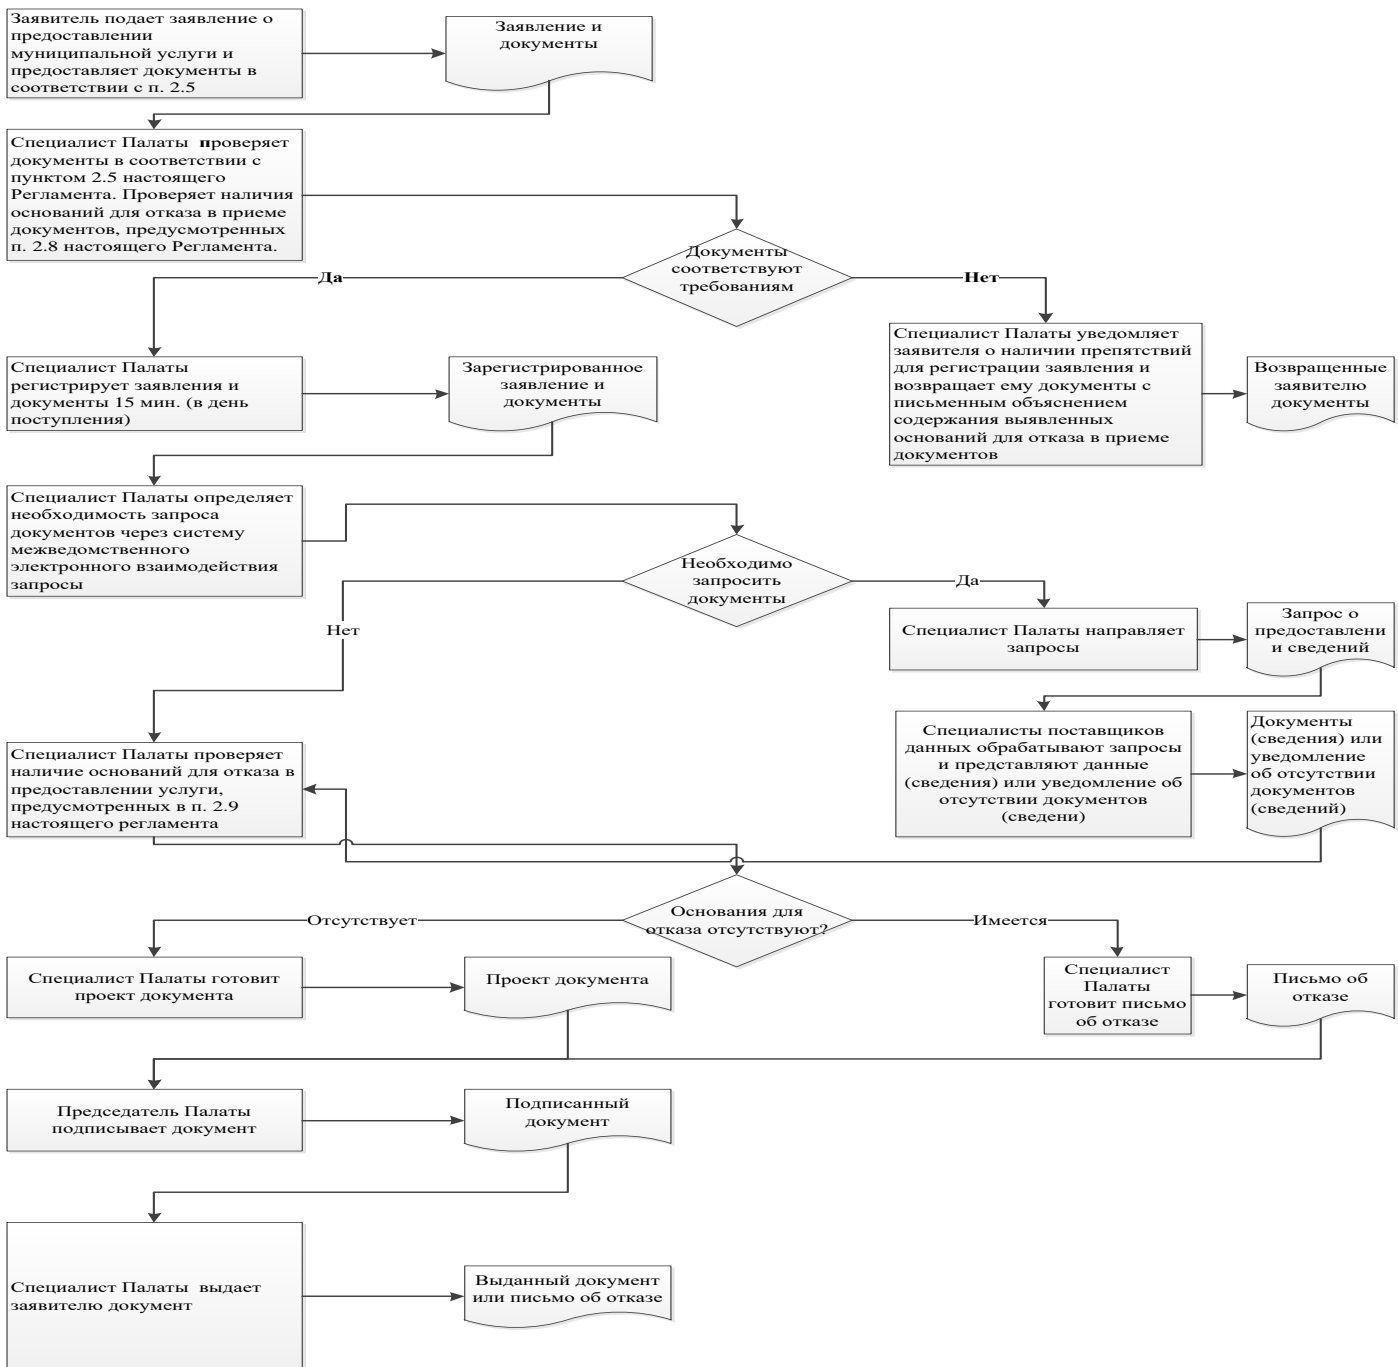 Заявитель подает заявление о
предоставлении
муниципальной услуги и
предоставляет документы в
соответствии с п. 2.5
Заявление и
документы
Специалист Палаты проверяет
документы в соответствии с
пунктом 2.5 настоящего
Регламента. Проверяет наличия
оснований для отказа в приеме
документов, предусмотренных
п. 2.8 настоящего Регламента.
Документы
соответствуют
требованиям
Да
Нет
Специалист Палаты
регистрирует заявления и
документы 15 мин. (в день
поступления)
Зарегистрированное
заявление и
документы
Специалист Палаты уведомляет
заявителя о наличии препятствий
для регистрации заявления и
возвращает ему документы с
письменным объяснением
содержания выявленных
оснований для отказа в приеме
документов
Возвращенные
заявителю
документы
Специалист Палаты определяет
необходимость запроса
документов через систему
межведомственного
электронного взаимодействия
запросы
Необходимо
запросить
документы
Да
Нет
Специалист Палаты направляет
запросы
Запрос о
предоставлени
и сведений
Специалисты поставщиков
данных обрабатывают запросы
и представляют данные
(сведения) или уведомление об
отсутствии документов
(сведени)
Документы
(сведения) или
уведомление
об отсутствии
документов
(сведений)
Специалист Палаты проверяет
наличие оснований для отказа в
предоставлении услуги,
предусмотренных в п. 2.9
настоящего регламента
Основания для
отказа отсутствуют?
Отсутствует
Имеется
Специалист Палаты готовит
проект документа
Проект документа
Специалист
Палаты
готовит письмо
об отказе
Письмо об
отказе
Председатель Палаты
подписывает документ
Подписанный
документ
Специалист Палаты выдает
заявителю документ
Выданный документ
или письмо об отказе